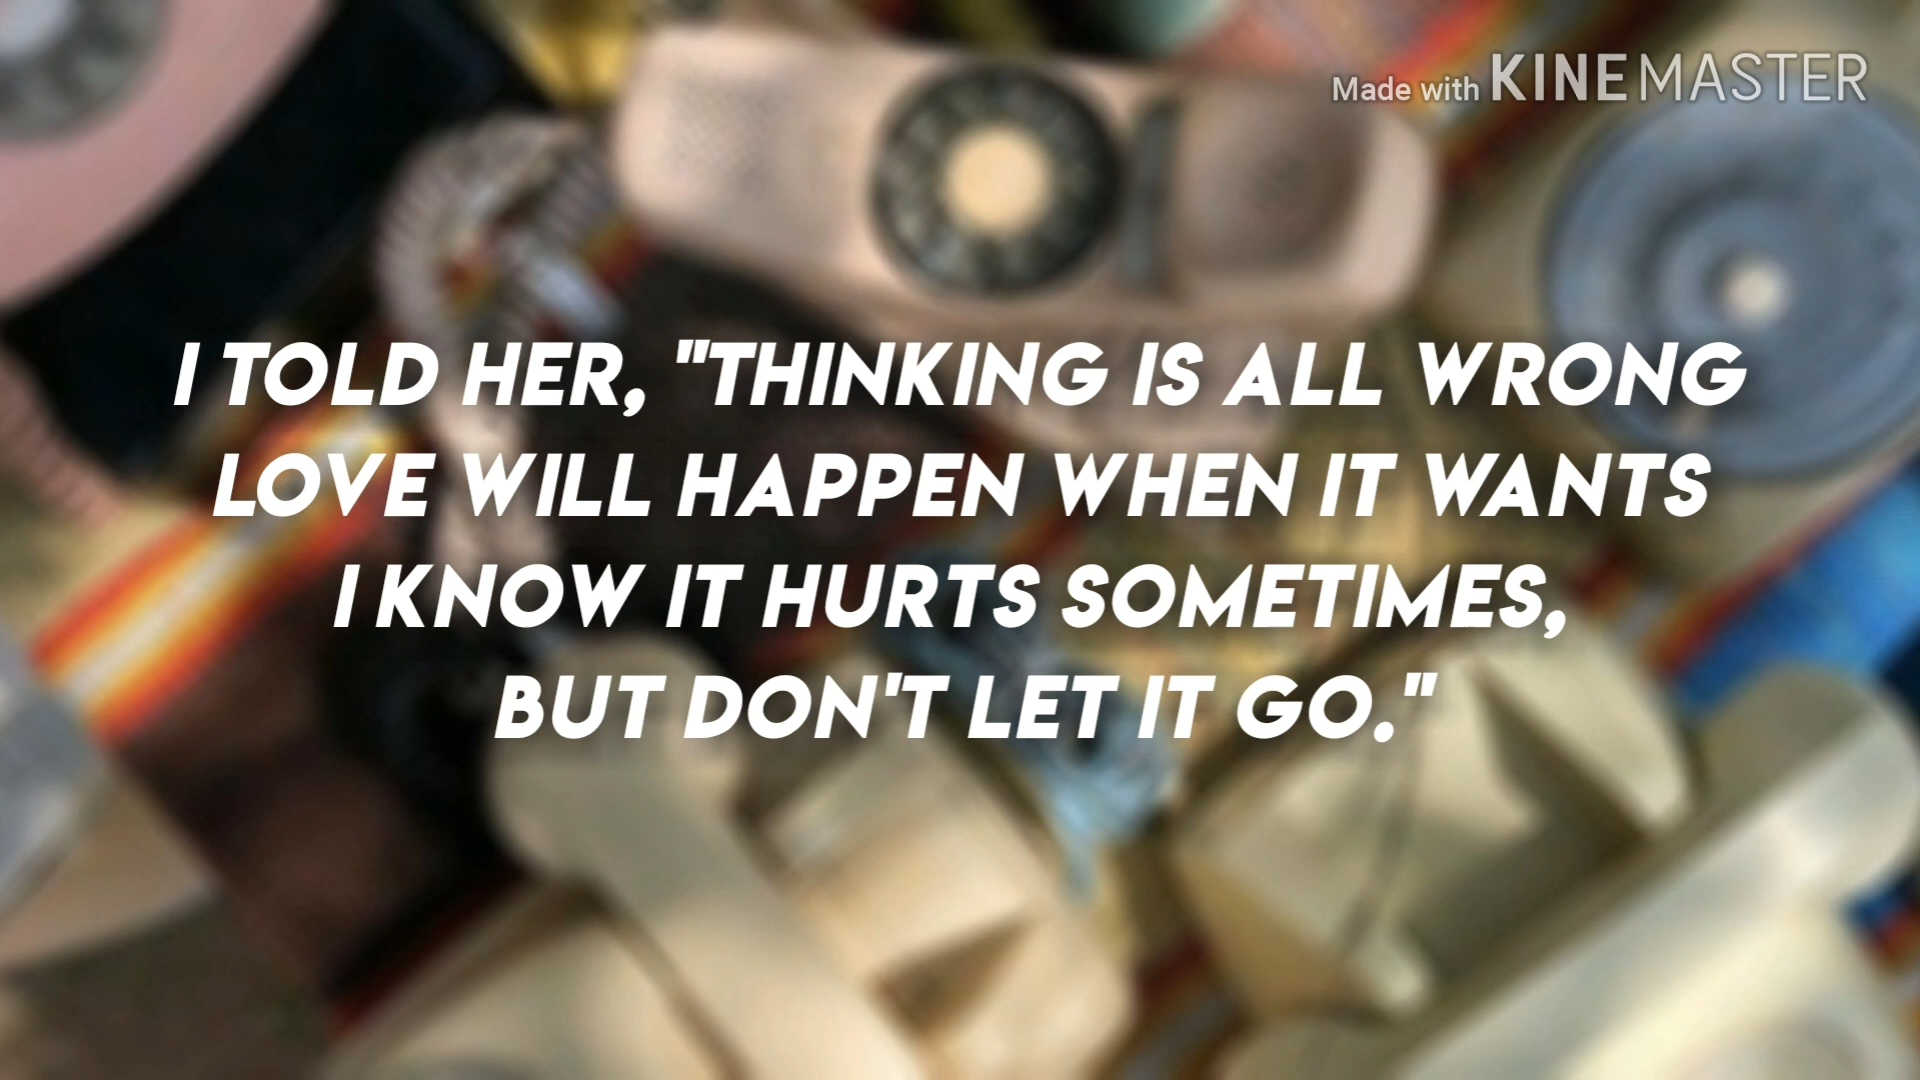 Made with KINEMASTER
I TOLD HER, "THINKING IS ALL WRONG
LOVE WILL HAPPEN WHEN IT WANTS
I KNOW IT HURTS SOMETIMES,
BUT DON'T LET IT GO."